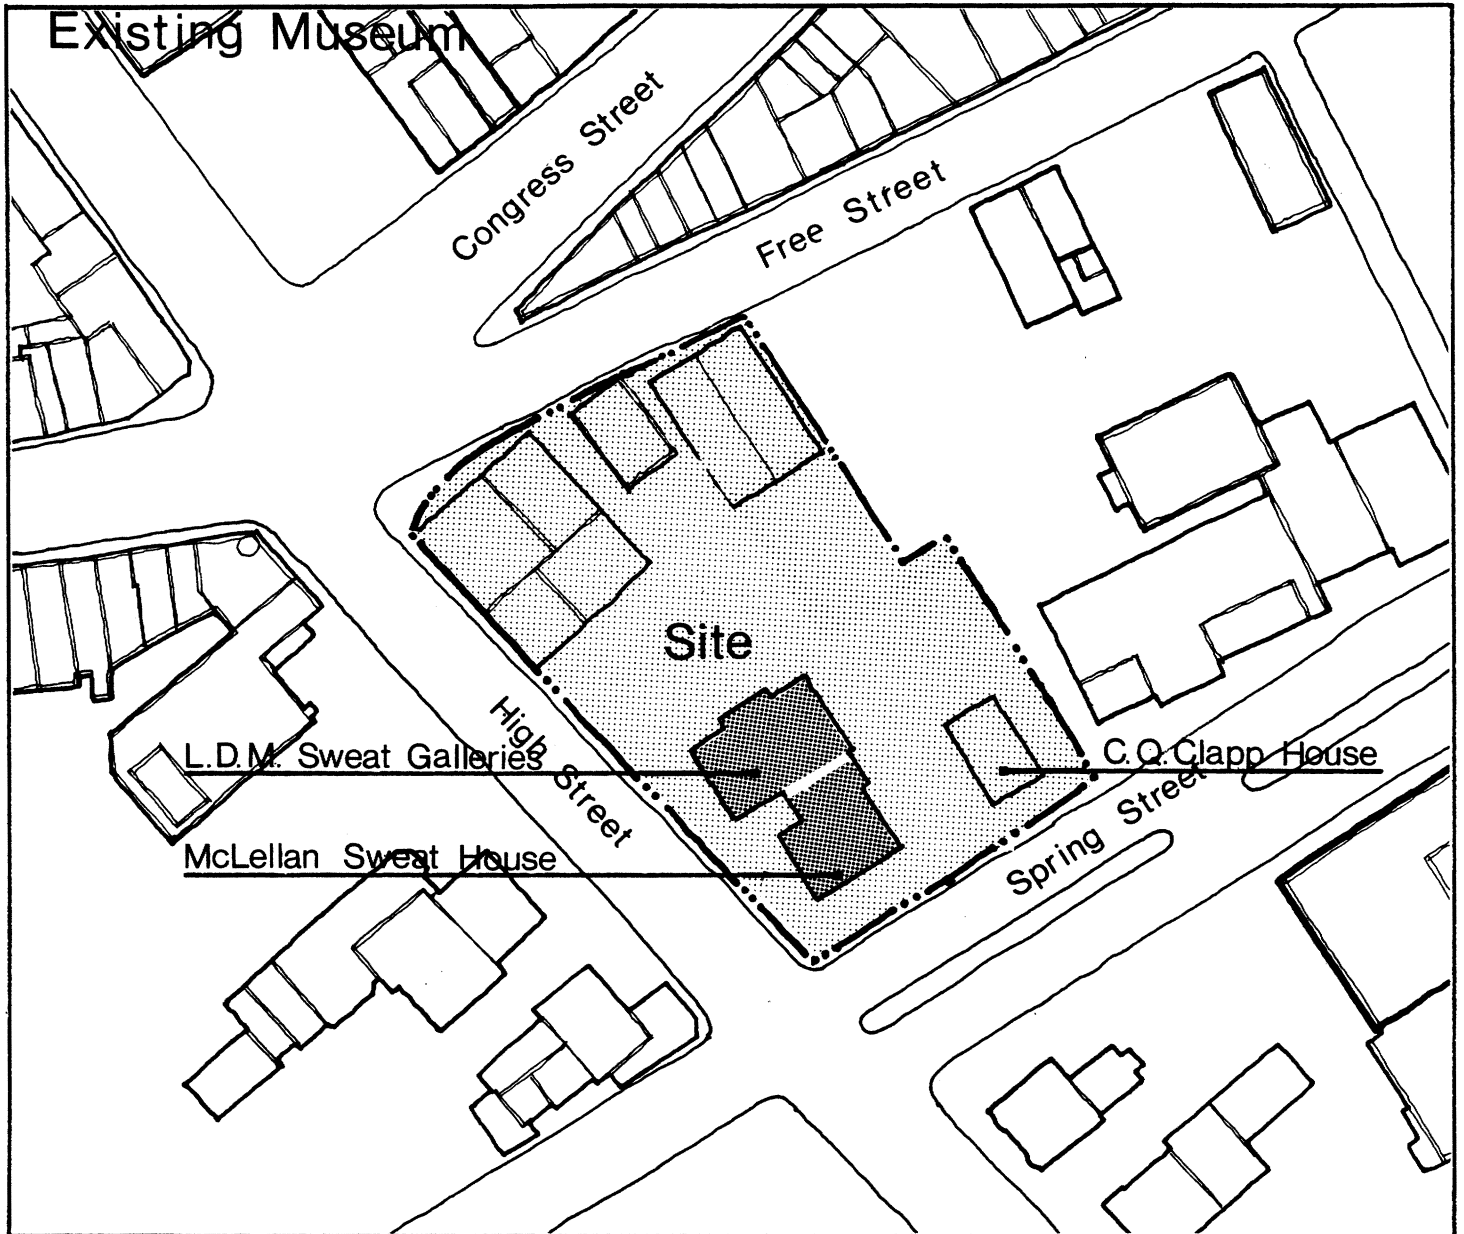 Existing Museum
Congress Street
Free Street
Site
High Street
L.D.M. Sweat Galleries
C.Q.Clapp House
Spring Street
McLellan Sweat House